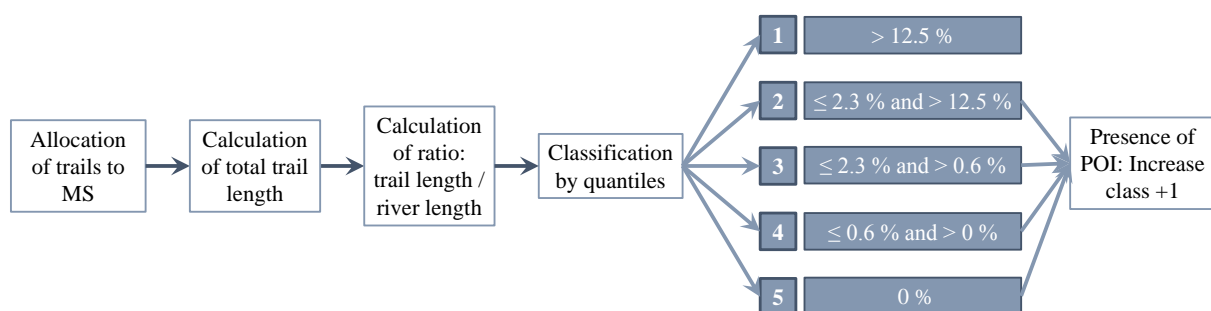 Allocation
of trails to
MS
Calculation
of total trail
length
Calculation
of ratio:
trail length /
river length
Classification
by quantiles
1
> 12.5 %
2
≤ 2.3 % and > 12.5 %
3
≤ 2.3 % and > 0.6 %
4
≤ 0.6 % and > 0 %
5
0 %
Presence of
POI: Increase
class +1